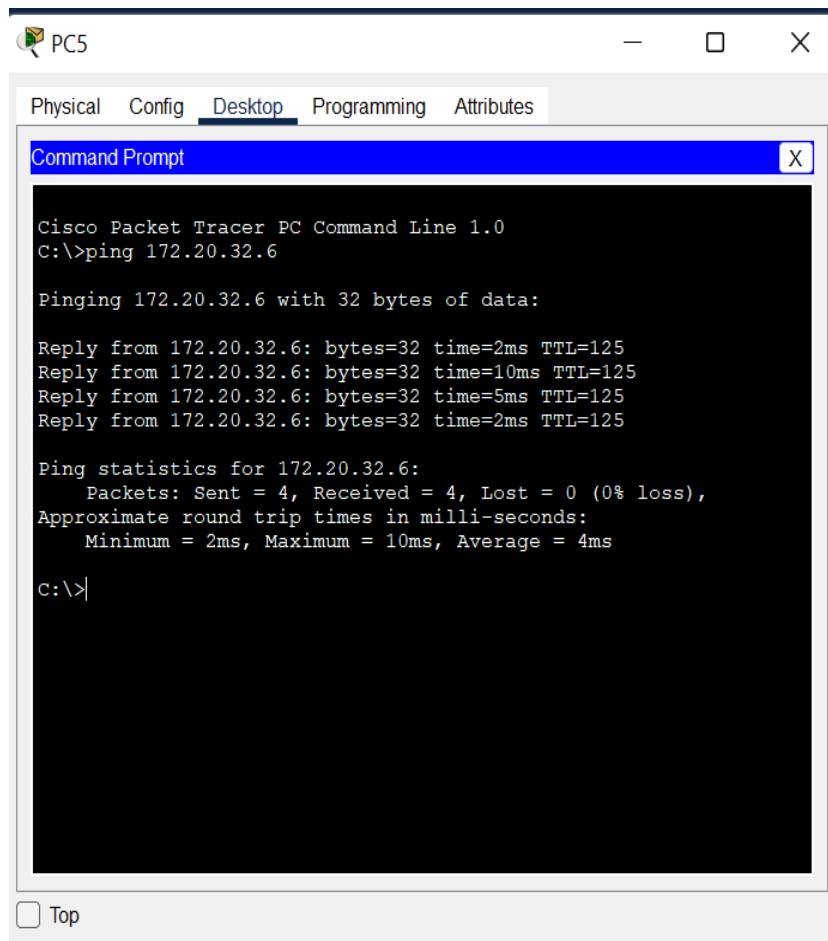 PC5
Physical Config Desktop Programming Attributes
Command Prompt
X
Cisco Packet Tracer PC Command Line 1.0
C:\>ping 172.20.32.6
Pinging 172.20.32.6 with 32 bytes of data:
Reply from 172.20.32.6: bytes=32 time=2ms TTL=125
Reply from 172.20.32.6: bytes=32 time=10ms TTL=125
Reply from 172.20.32.6: bytes=32 time=5ms TTL=125
Reply from 172.20.32.6: bytes=32 time=2ms TTL=125
Ping statistics for 172.20.32.6:
Packets: Sent = 4, Received = 4, Lost = 0 (0% loss),
Approximate round trip times in milli-seconds:
Minimum = 2ms, Maximum = 10ms, Average = 4ms
C:\>
Top